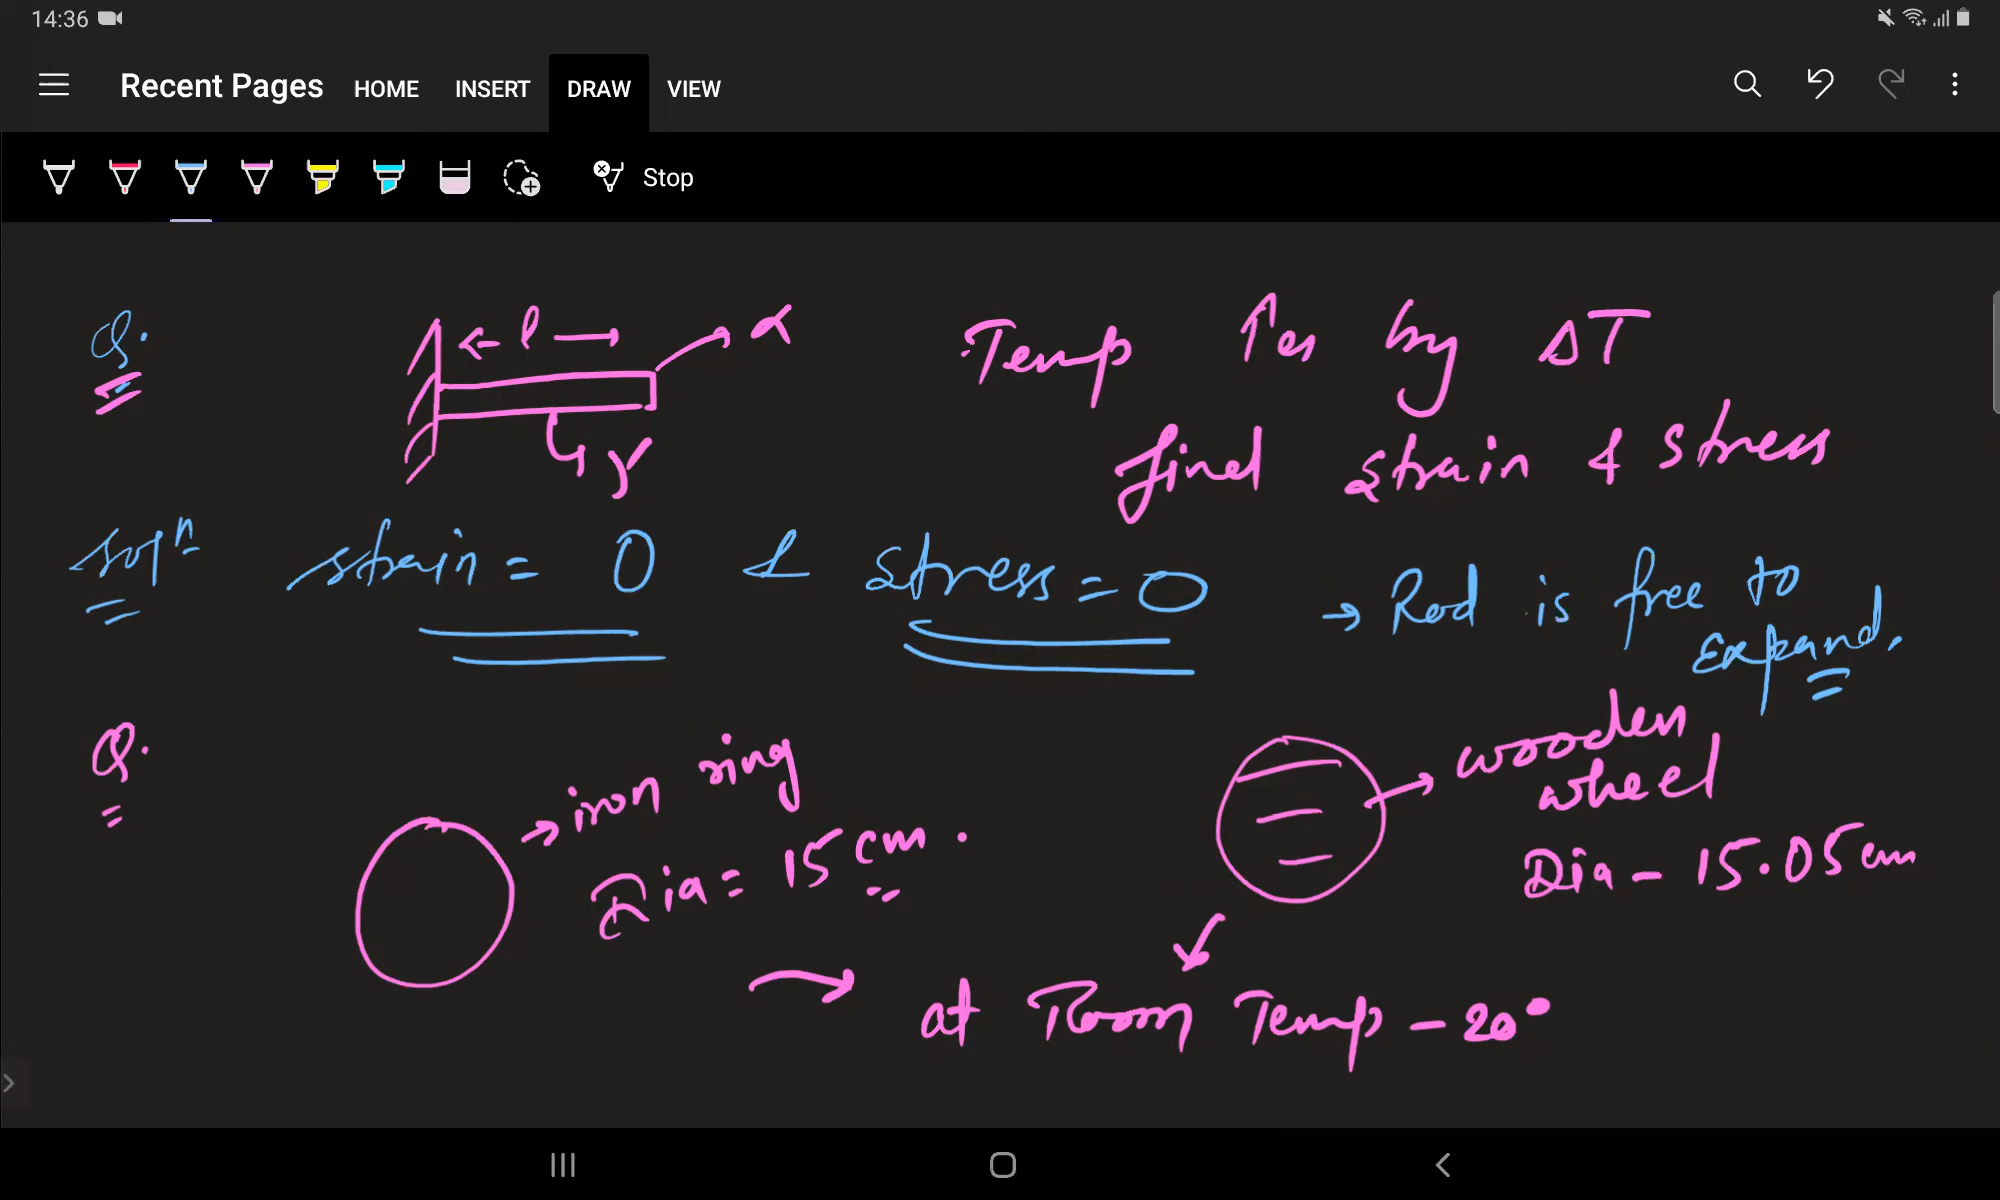 14:36
Recent Pages HOME INSERT DRAW VIEW
Stop
Q. l α Temp ↑es by ΔT
Y find strain & stress
solⁿ strain = 0 & stress = 0 → Rod is free to
Expand.
Q. → iron ring → wooden
wheel
Dia = 15 cm. Dia - 15.05 cm
→ at Room Temp - 20°